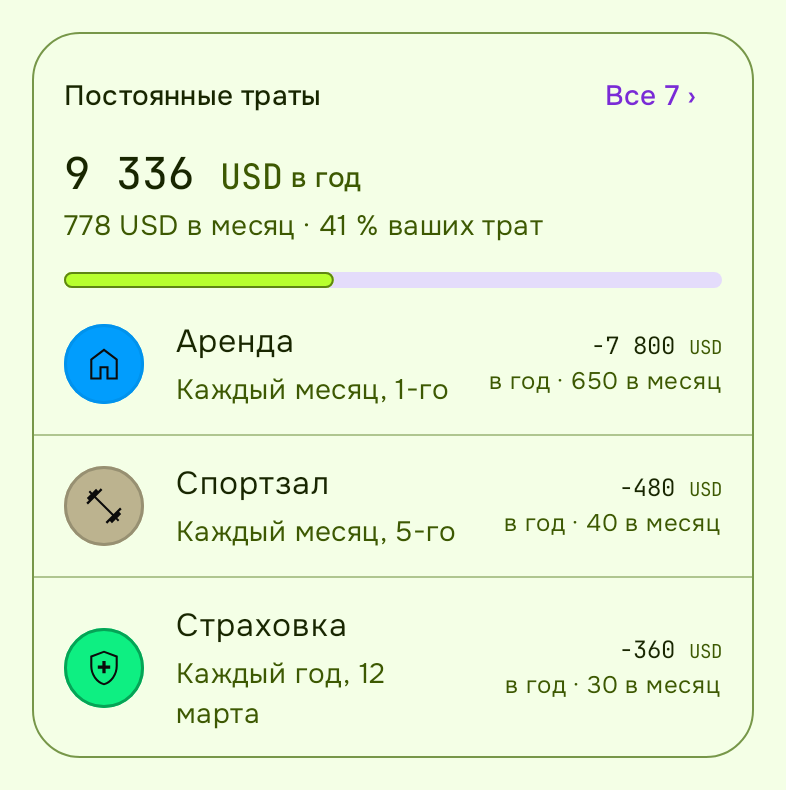 Постоянные траты
Все 7 ›
9 336 USD в год
778 USD в месяц · 41 % ваших трат
Аренда
-7 800 USD
Каждый месяц, 1-го
в год · 650 в месяц
Спортзал
-480 USD
Каждый месяц, 5-го
в год · 40 в месяц
Страховка
-360 USD
Каждый год, 12
марта
в год · 30 в месяц